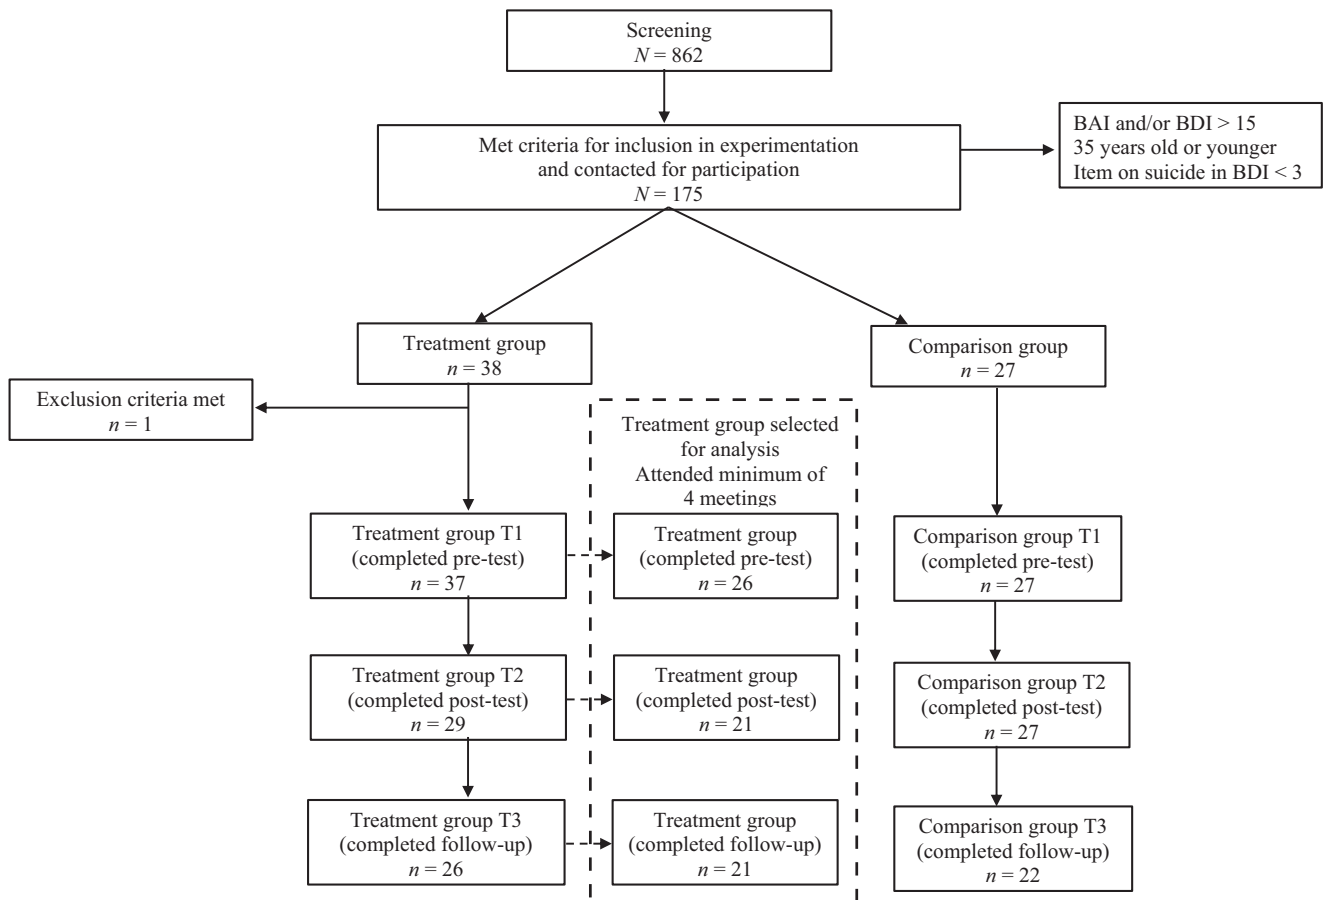 Screening
N = 862
Met criteria for inclusion in experimentation
and contacted for participation
N = 175
BAI and/or BDI > 15
35 years old or younger
Item on suicide in BDI < 3
Treatment group
n = 38
Comparison group
n = 27
Exclusion criteria met
n = 1
Treatment group selected
for analysis
Attended minimum of
4 meetings
Treatment group T1
(completed pre-test)
n = 37
Treatment group
(completed pre-test)
n = 26
Comparison group T1
(completed pre-test)
n = 27
Treatment group T2
(completed post-test)
n = 29
Treatment group
(completed post-test)
n = 21
Comparison group T2
(completed post-test)
n = 27
Treatment group T3
(completed follow-up)
n = 26
Treatment group
(completed follow-up)
n = 21
Comparison group T3
(completed follow-up)
n = 22